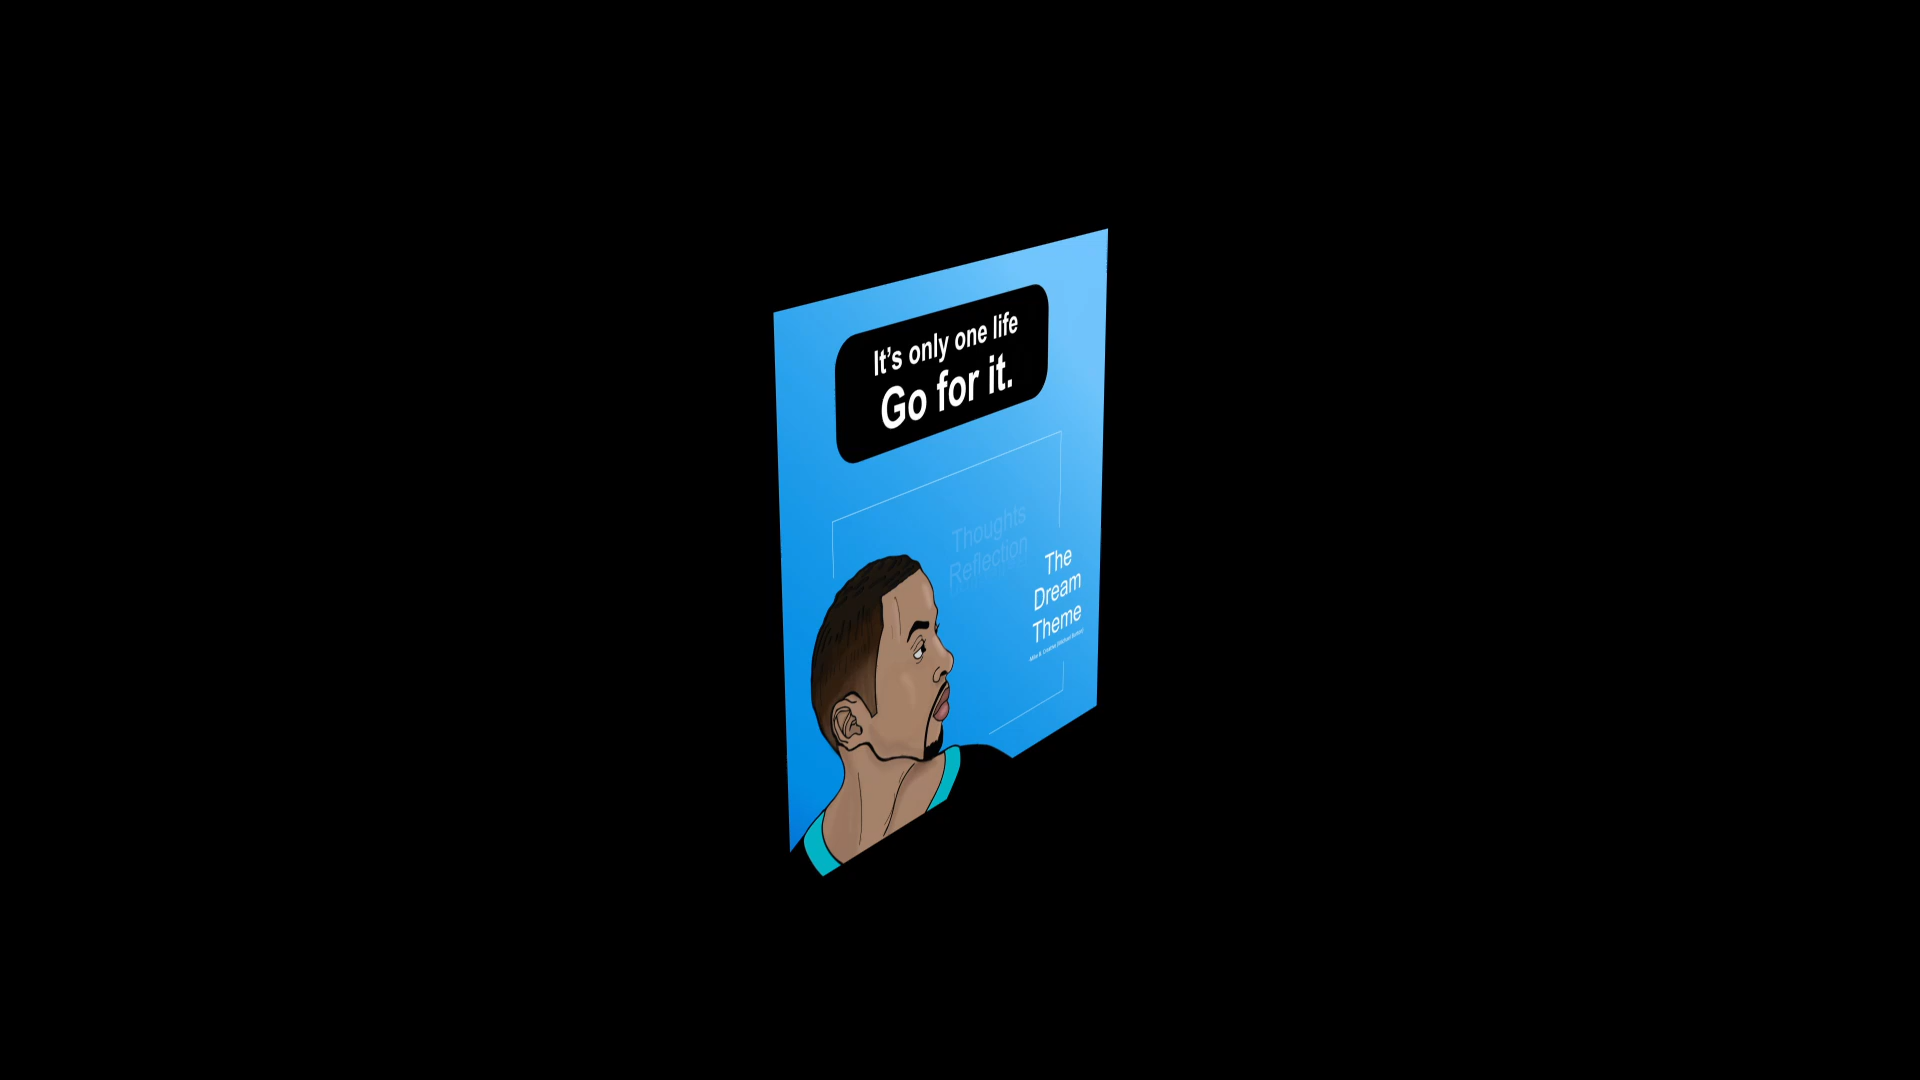 It’s only one life
Go for it.
Thoughts
Reflection
The
Dream
Theme